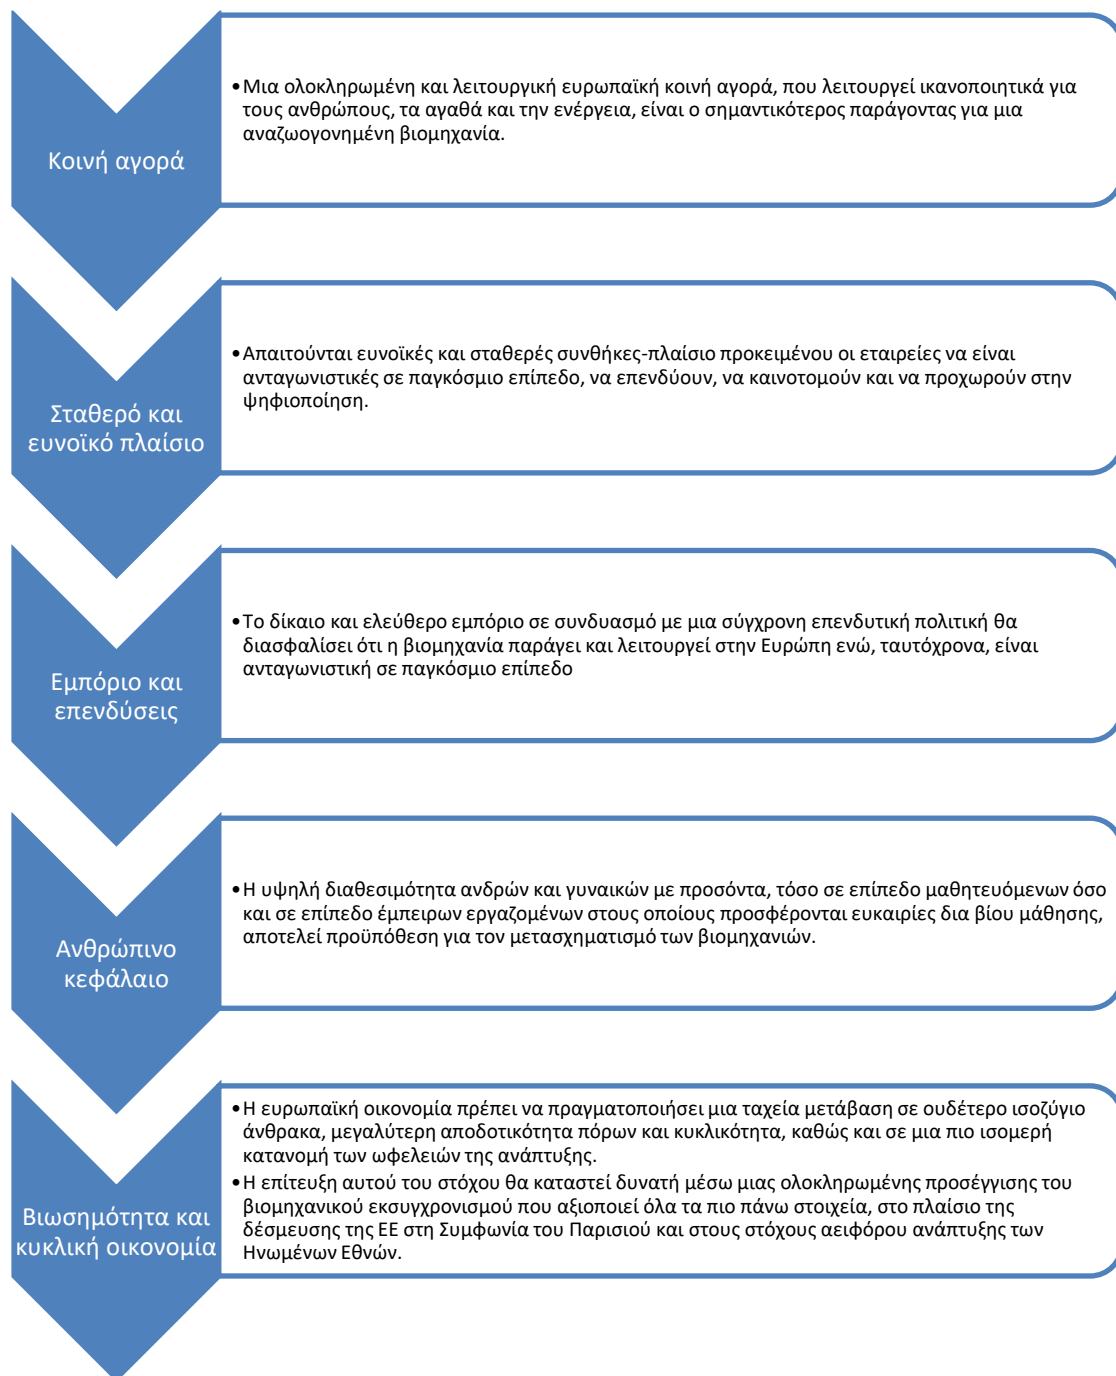 Κοινή αγορά
•Μια ολοκληρωμένη και λειτουργική ευρωπαϊκή κοινή αγορά, που λειτουργεί ικανοποιητικά για
τους ανθρώπους, τα αγαθά και την ενέργεια, είναι ο σημαντικότερος παράγοντας για μια
αναζωογονημένη βιομηχανία.
Σταθερό και
ευνοϊκό πλαίσιο
•Απαιτούνται ευνοϊκές και σταθερές συνθήκες-πλαίσιο προκειμένου οι εταιρείες να είναι
ανταγωνιστικές σε παγκόσμιο επίπεδο, να επενδύουν, να καινοτομούν και να προχωρούν στην
ψηφιοποίηση.
Εμπόριο και
επενδύσεις
•Το δίκαιο και ελεύθερο εμπόριο σε συνδυασμό με μια σύγχρονη επενδυτική πολιτική θα
διασφαλίσει ότι η βιομηχανία παράγει και λειτουργεί στην Ευρώπη ενώ, ταυτόχρονα, είναι
ανταγωνιστική σε παγκόσμιο επίπεδο
Ανθρώπινο
κεφάλαιο
•Η υψηλή διαθεσιμότητα ανδρών και γυναικών με προσόντα, τόσο σε επίπεδο μαθητευόμενων όσο
και σε επίπεδο έμπειρων εργαζομένων στους οποίους προσφέρονται ευκαιρίες δια βίου μάθησης,
αποτελεί προϋπόθεση για τον μετασχηματισμό των βιομηχανιών.
Βιωσημότητα και
κυκλική οικονομία
•Η ευρωπαϊκή οικονομία πρέπει να πραγματοποιήσει μια ταχεία μετάβαση σε ουδέτερο ισοζύγιο
άνθρακα, μεγαλύτερη αποδοτικότητα πόρων και κυκλικότητα, καθώς και σε μια πιο ισομερή
κατανομή των ωφελειών της ανάπτυξης.
•Η επίτευξη αυτού του στόχου θα καταστεί δυνατή μέσω μιας ολοκληρωμένης προσέγγισης του
βιομηχανικού εκσυγχρονισμού που αξιοποιεί όλα τα πιο πάνω στοιχεία, στο πλαίσιο της
δέσμευσης της ΕΕ στη Συμφωνία του Παρισιού και στους στόχους αειφόρου ανάπτυξης των
Ηνωμένων Εθνών.